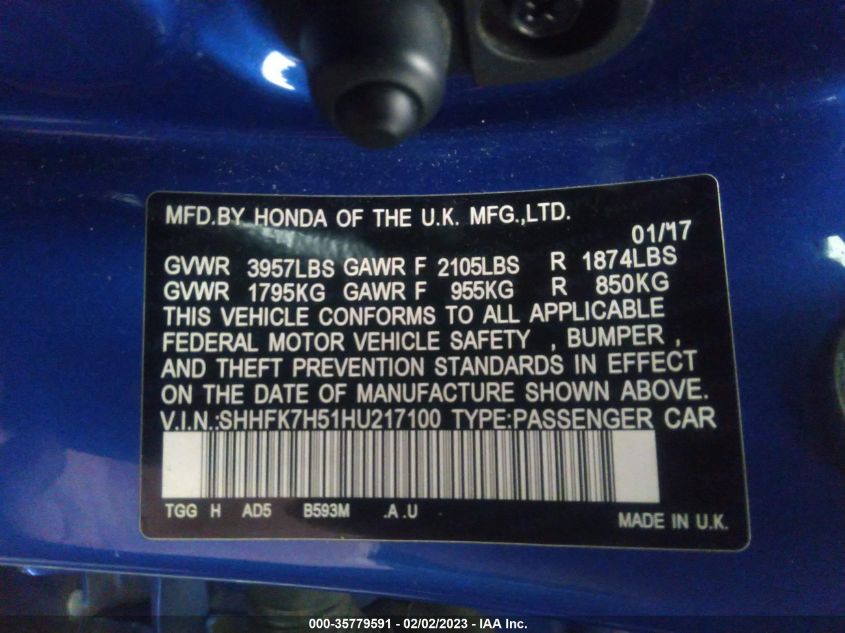 MFD.BY HONDA OF THE U.K. MFG.,LTD.
01/17
GVWR 3957LBS GAWR F 2105LBS R 1874LBS
GVWR 1795KG GAWR F 955KG R 850KG
THIS VEHICLE CONFORMS TO ALL APPLICABLE
FEDERAL MOTOR VEHICLE SAFETY , BUMPER ,
AND THEFT PREVENTION STANDARDS IN EFFECT
ON THE DATE OF MANUFACTURE SHOWN ABOVE.
V.I.N.:SHHFK7H51HU217100 TYPE:PASSENGER CAR
TGG H AD5 B593M .A .U
MADE IN U.K.
000-35779591 - 02/02/2023 - IAA Inc.